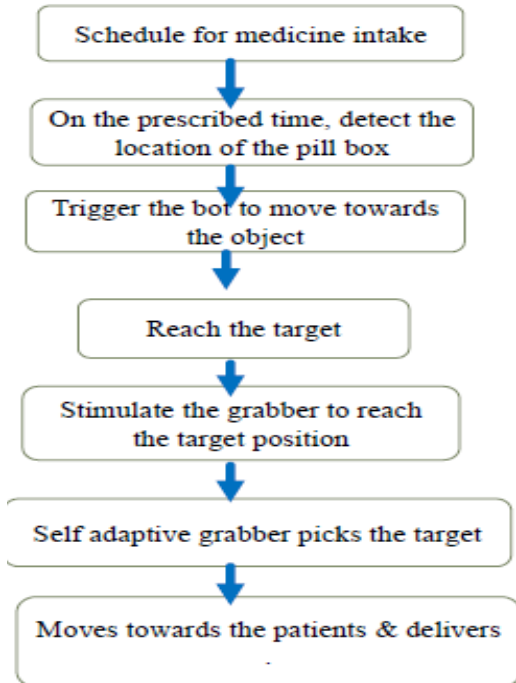 Schedule for medicine intake
On the prescribed time, detect the
location of the pill box
Trigger the bot to move towards
the object
Reach the target
Stimulate the grabber to reach
the target position
Self adaptive grabber picks the target
Moves towards the patients & delivers
.